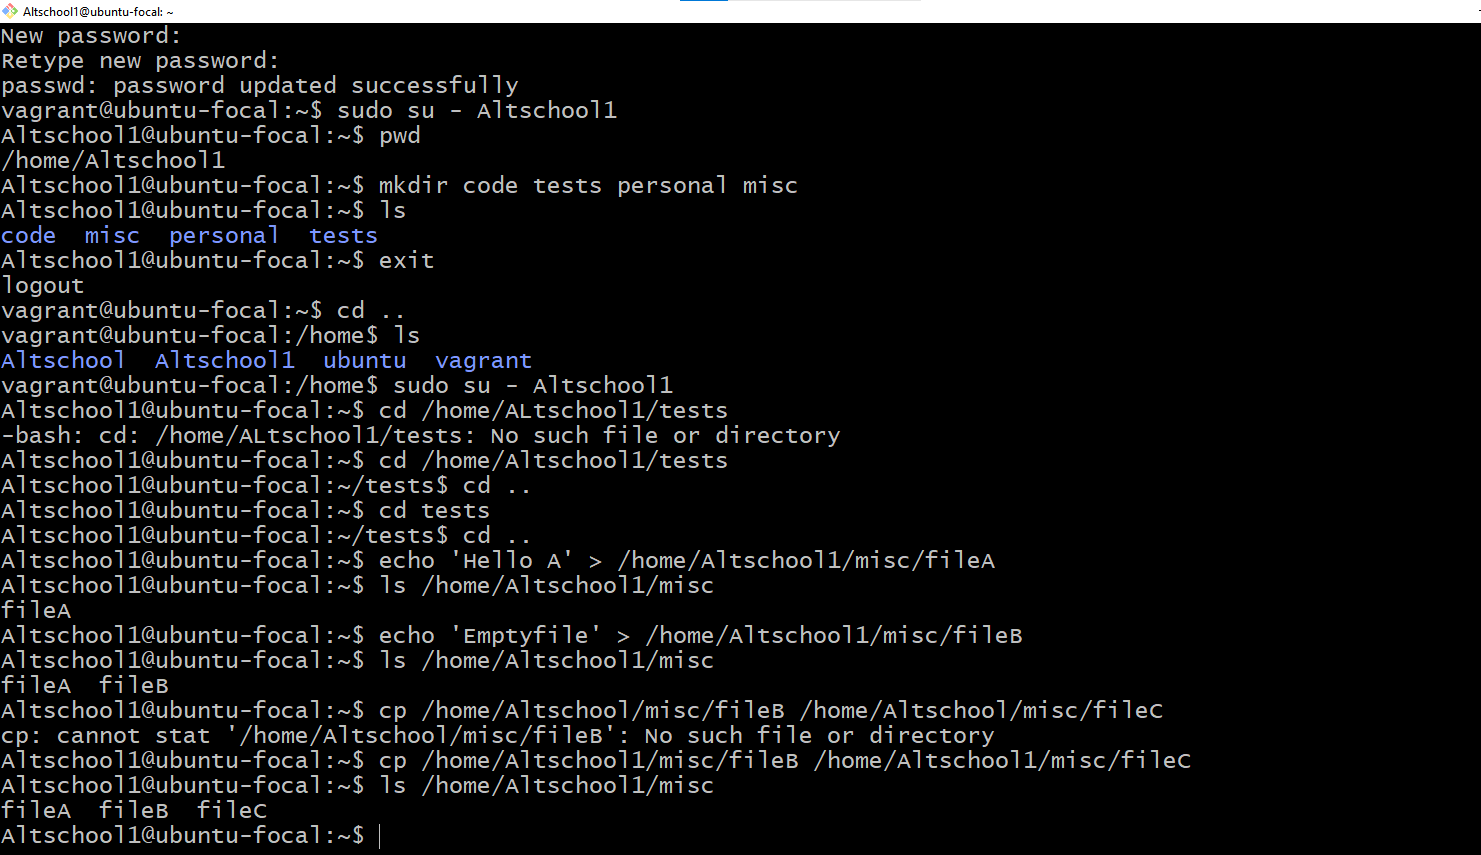 Altschool1@ubuntu-focal: ~
New password:
Retype new password:
passwd: password updated successfully
vagrant@ubuntu-focal:~$ sudo su - Altschool1
Altschool1@ubuntu-focal:~$ pwd
/home/Altschool1
Altschool1@ubuntu-focal:~$ mkdir code tests personal misc
Altschool1@ubuntu-focal:~$ ls
code  misc  personal  tests
Altschool1@ubuntu-focal:~$ exit
logout
vagrant@ubuntu-focal:~$ cd ..
vagrant@ubuntu-focal:/home$ ls
Altschool  Altschool1  ubuntu  vagrant
vagrant@ubuntu-focal:/home$ sudo su - Altschool1
Altschool1@ubuntu-focal:~$ cd /home/ALtschool1/tests
-bash: cd: /home/ALtschool1/tests: No such file or directory
Altschool1@ubuntu-focal:~$ cd /home/Altschool1/tests
Altschool1@ubuntu-focal:~/tests$ cd ..
Altschool1@ubuntu-focal:~$ cd tests
Altschool1@ubuntu-focal:~/tests$ cd ..
Altschool1@ubuntu-focal:~$ echo 'Hello A' > /home/Altschool1/misc/fileA
Altschool1@ubuntu-focal:~$ ls /home/Altschool1/misc
fileA
Altschool1@ubuntu-focal:~$ echo 'Emptyfile' > /home/Altschool1/misc/fileB
Altschool1@ubuntu-focal:~$ ls /home/Altschool1/misc
fileA  fileB
Altschool1@ubuntu-focal:~$ cp /home/Altschool/misc/fileB /home/Altschool/misc/fileC
cp: cannot stat '/home/Altschool/misc/fileB': No such file or directory
Altschool1@ubuntu-focal:~$ cp /home/Altschool1/misc/fileB /home/Altschool1/misc/fileC
Altschool1@ubuntu-focal:~$ ls /home/Altschool1/misc
fileA  fileB  fileC
Altschool1@ubuntu-focal:~$